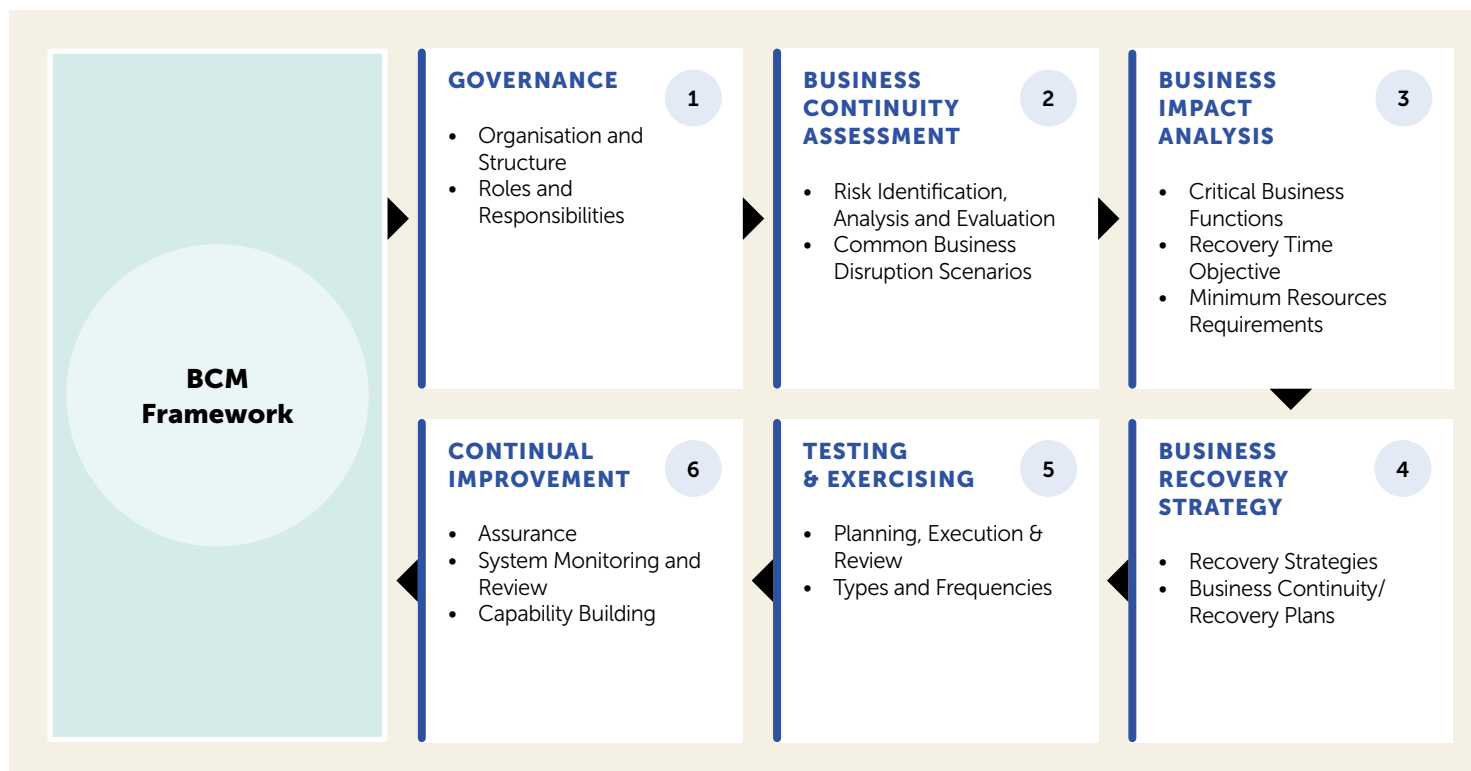 BCM
Framework
GOVERNANCE
1
• Organisation and
Structure
• Roles and
Responsibilities
BUSINESS
CONTINUITY
ASSESSMENT
2
• Risk Identification,
Analysis and Evaluation
• Common Business
Disruption Scenarios
BUSINESS
IMPACT
ANALYSIS
3
• Critical Business
Functions
• Recovery Time
Objective
• Minimum Resources
Requirements
BUSINESS
RECOVERY
STRATEGY
4
• Recovery Strategies
• Business Continuity/
Recovery Plans
TESTING
& EXERCISING
5
• Planning, Execution &
Review
• Types and Frequencies
CONTINUAL
IMPROVEMENT
6
• Assurance
• System Monitoring and
Review
• Capability Building